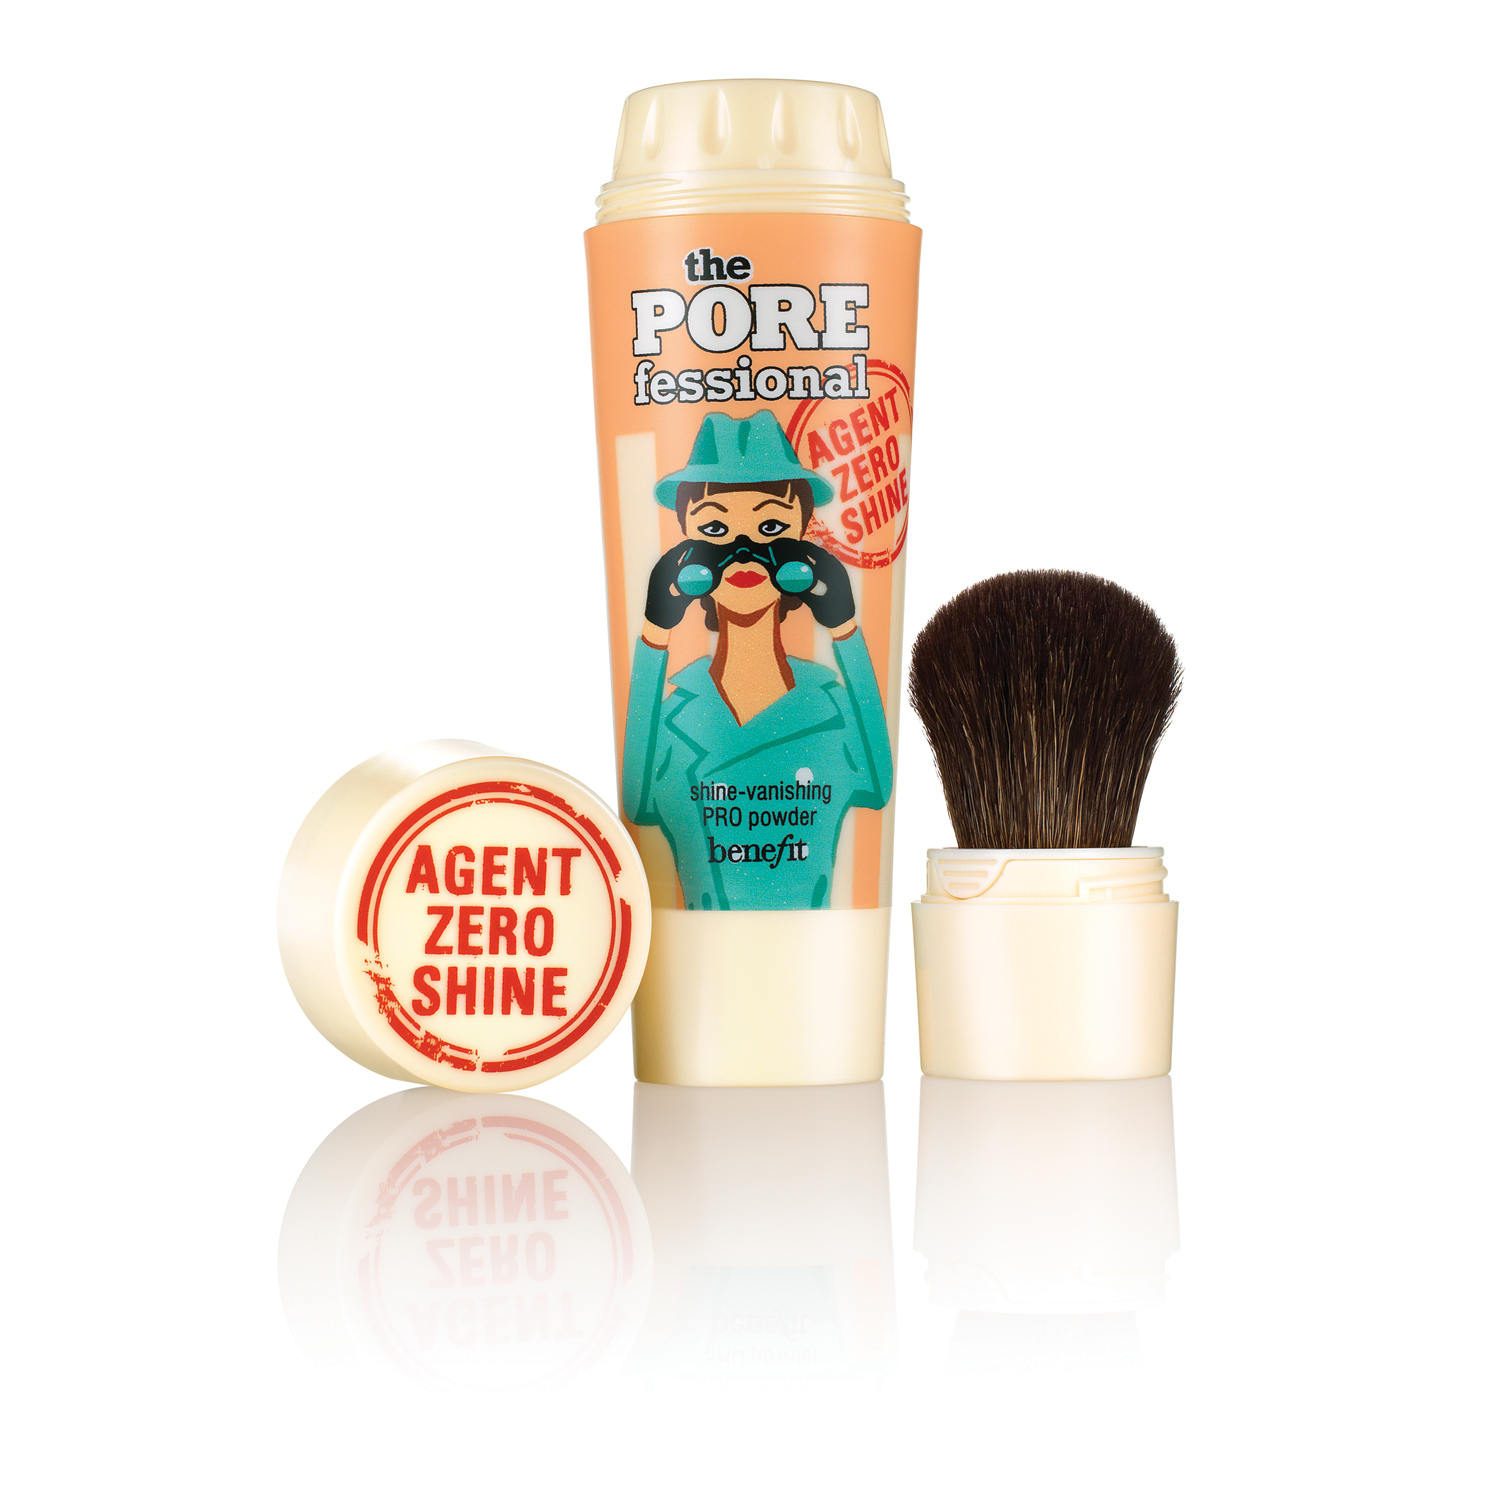 the
PORE
fessional
AGENT
ZERO
SHINE
shine-vanishing
PRO powder
benefit
AGENT
ZERO
SHINE